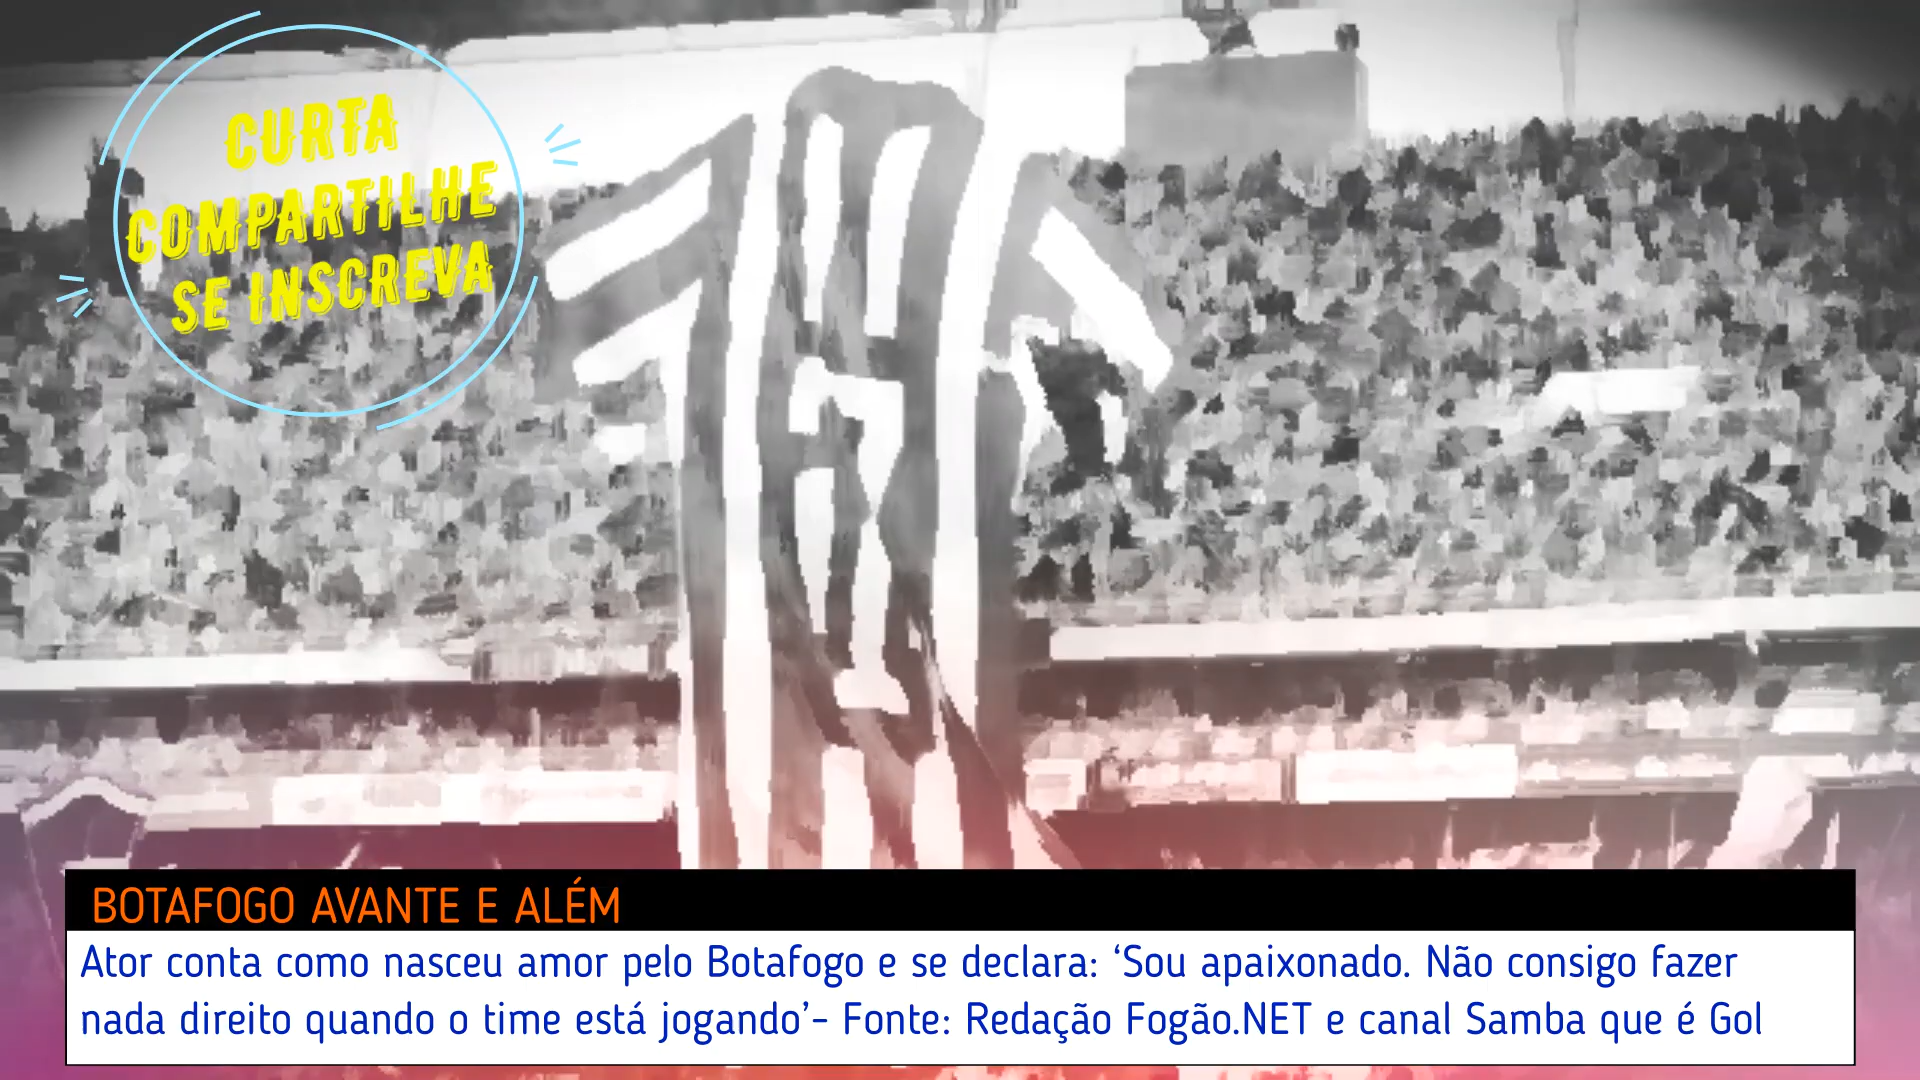 CURTA
COMPARTILHE
SE INSCREVA
BOTAFOGO AVANTE E ALÉM
Ator conta como nasceu amor pelo Botafogo e se declara: ‘Sou apaixonado. Não consigo fazer
nada direito quando o time está jogando’- Fonte: Redação Fogão.NET e canal Samba que é Gol